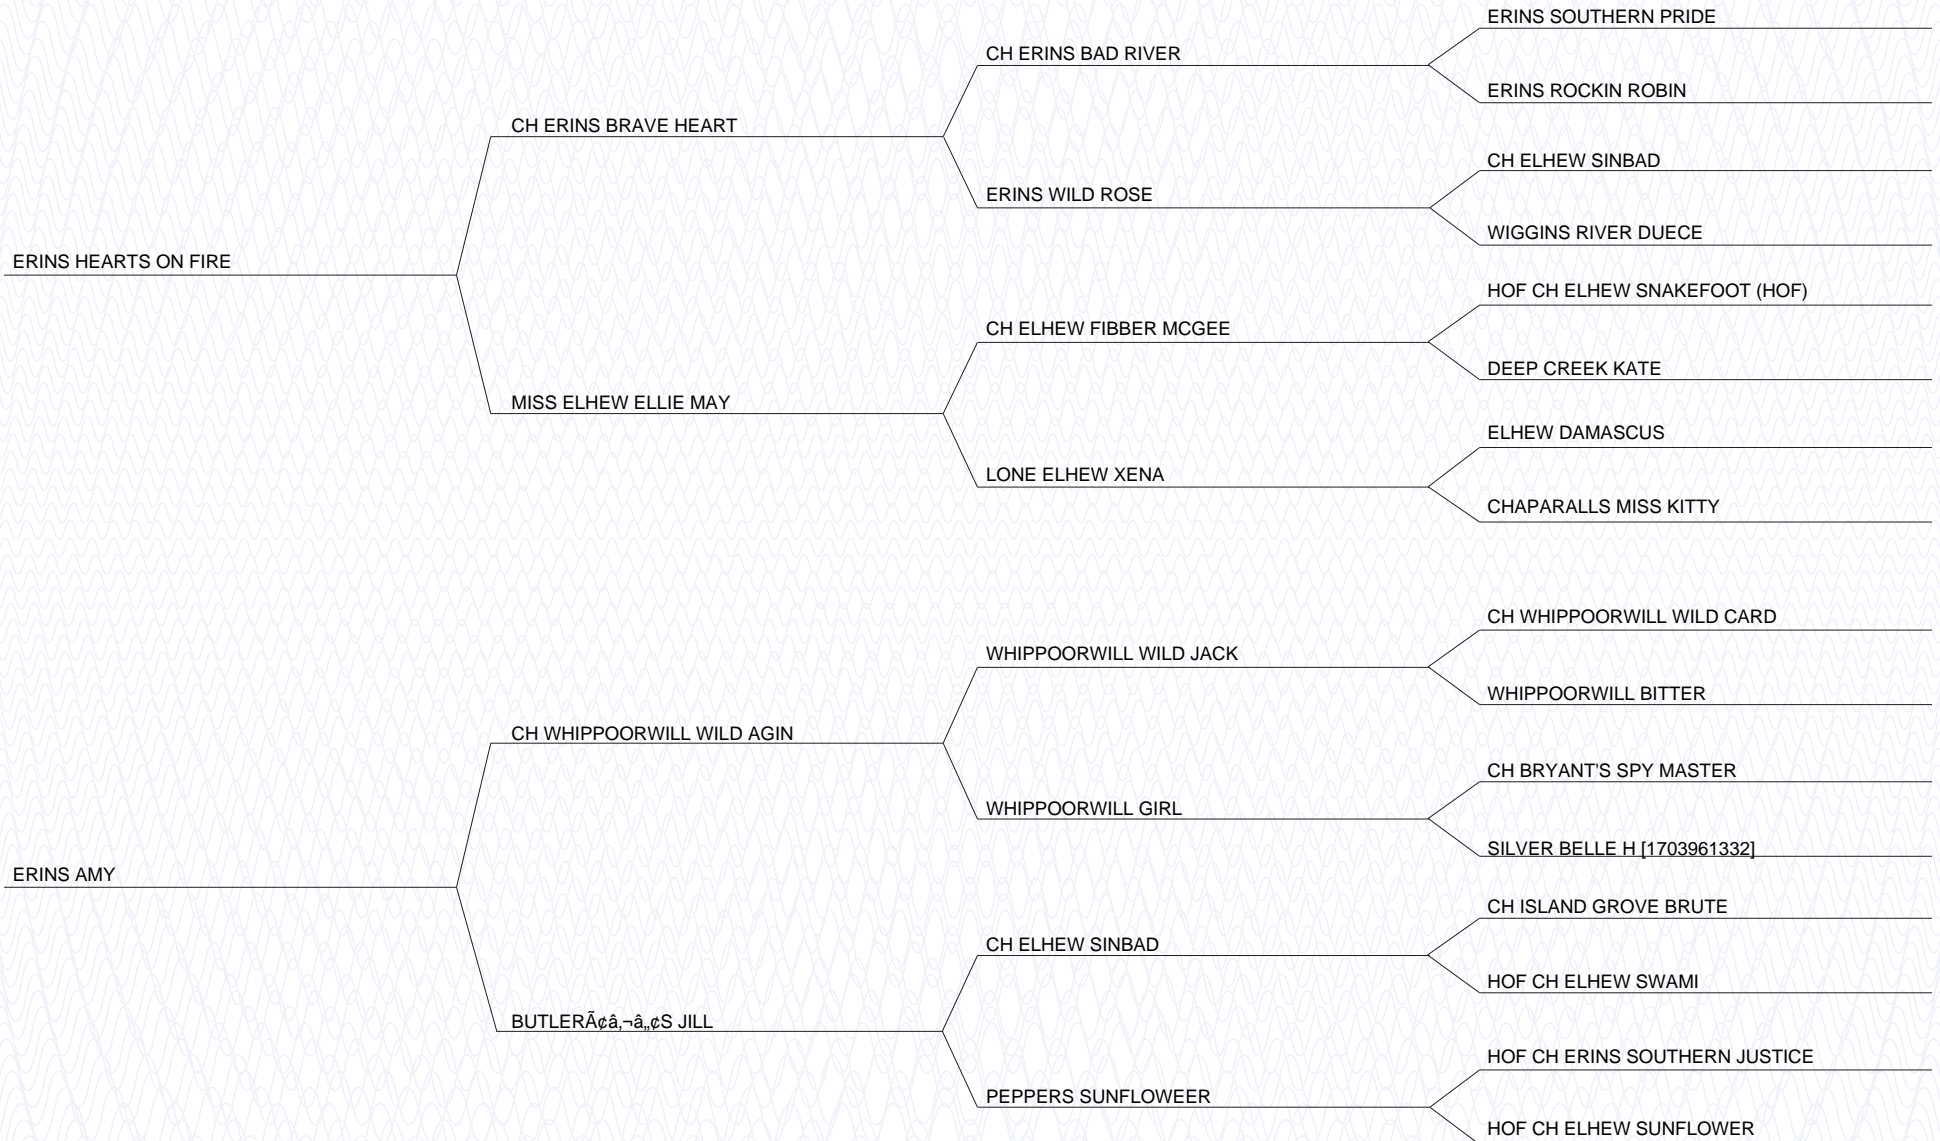 ERINS SOUTHERN PRIDE
CH ERINS BAD RIVER
ERINS ROCKIN ROBIN
CH ERINS BRAVE HEART
CH ELHEW SINBAD
ERINS WILD ROSE
WIGGINS RIVER DUECE
ERINS HEARTS ON FIRE
HOF CH ELHEW SNAKEFOOT (HOF)
CH ELHEW FIBBER MCGEE
DEEP CREEK KATE
MISS ELHEW ELLIE MAY
ELHEW DAMASCUS
LONE ELHEW XENA
CHAPARALLS MISS KITTY
CH WHIPPOORWILL WILD CARD
WHIPPOORWILL WILD JACK
WHIPPOORWILL BITTER
CH WHIPPOORWILL WILD AGIN
CH BRYANT'S SPY MASTER
WHIPPOORWILL GIRL
SILVER BELLE H [1703961332]
ERINS AMY
CH ISLAND GROVE BRUTE
CH ELHEW SINBAD
HOF CH ELHEW SWAMI
BUTLERÃ¢â‚¬â„¢S JILL
HOF CH ERINS SOUTHERN JUSTICE
PEPPERS SUNFLOWEER
HOF CH ELHEW SUNFLOWER